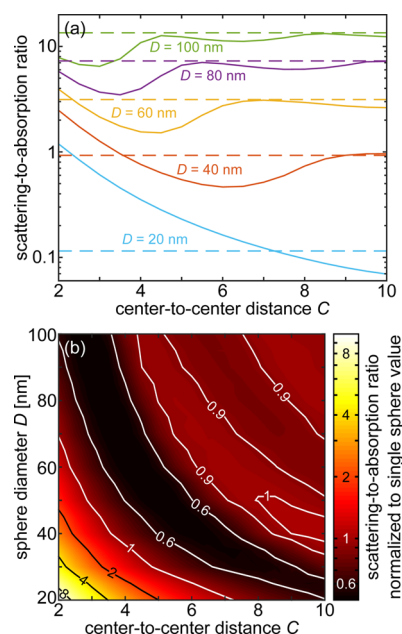 (a)
scattering-to-absorption ratio
10
1
0.1
D = 100 nm
D = 80 nm
D = 60 nm
D = 40 nm
D = 20 nm
2 4 6 8 10
center-to-center distance C
(b)
sphere diameter D [nm]
100
80
60
40
20
0.9
0.9
0.9
0.9
1
0.6
0.6
1
2
4
8
2 4 6 8 10
center-to-center distance C
8
4
2
1
0.6
scattering-to-absorption ratio
normalized to single sphere value